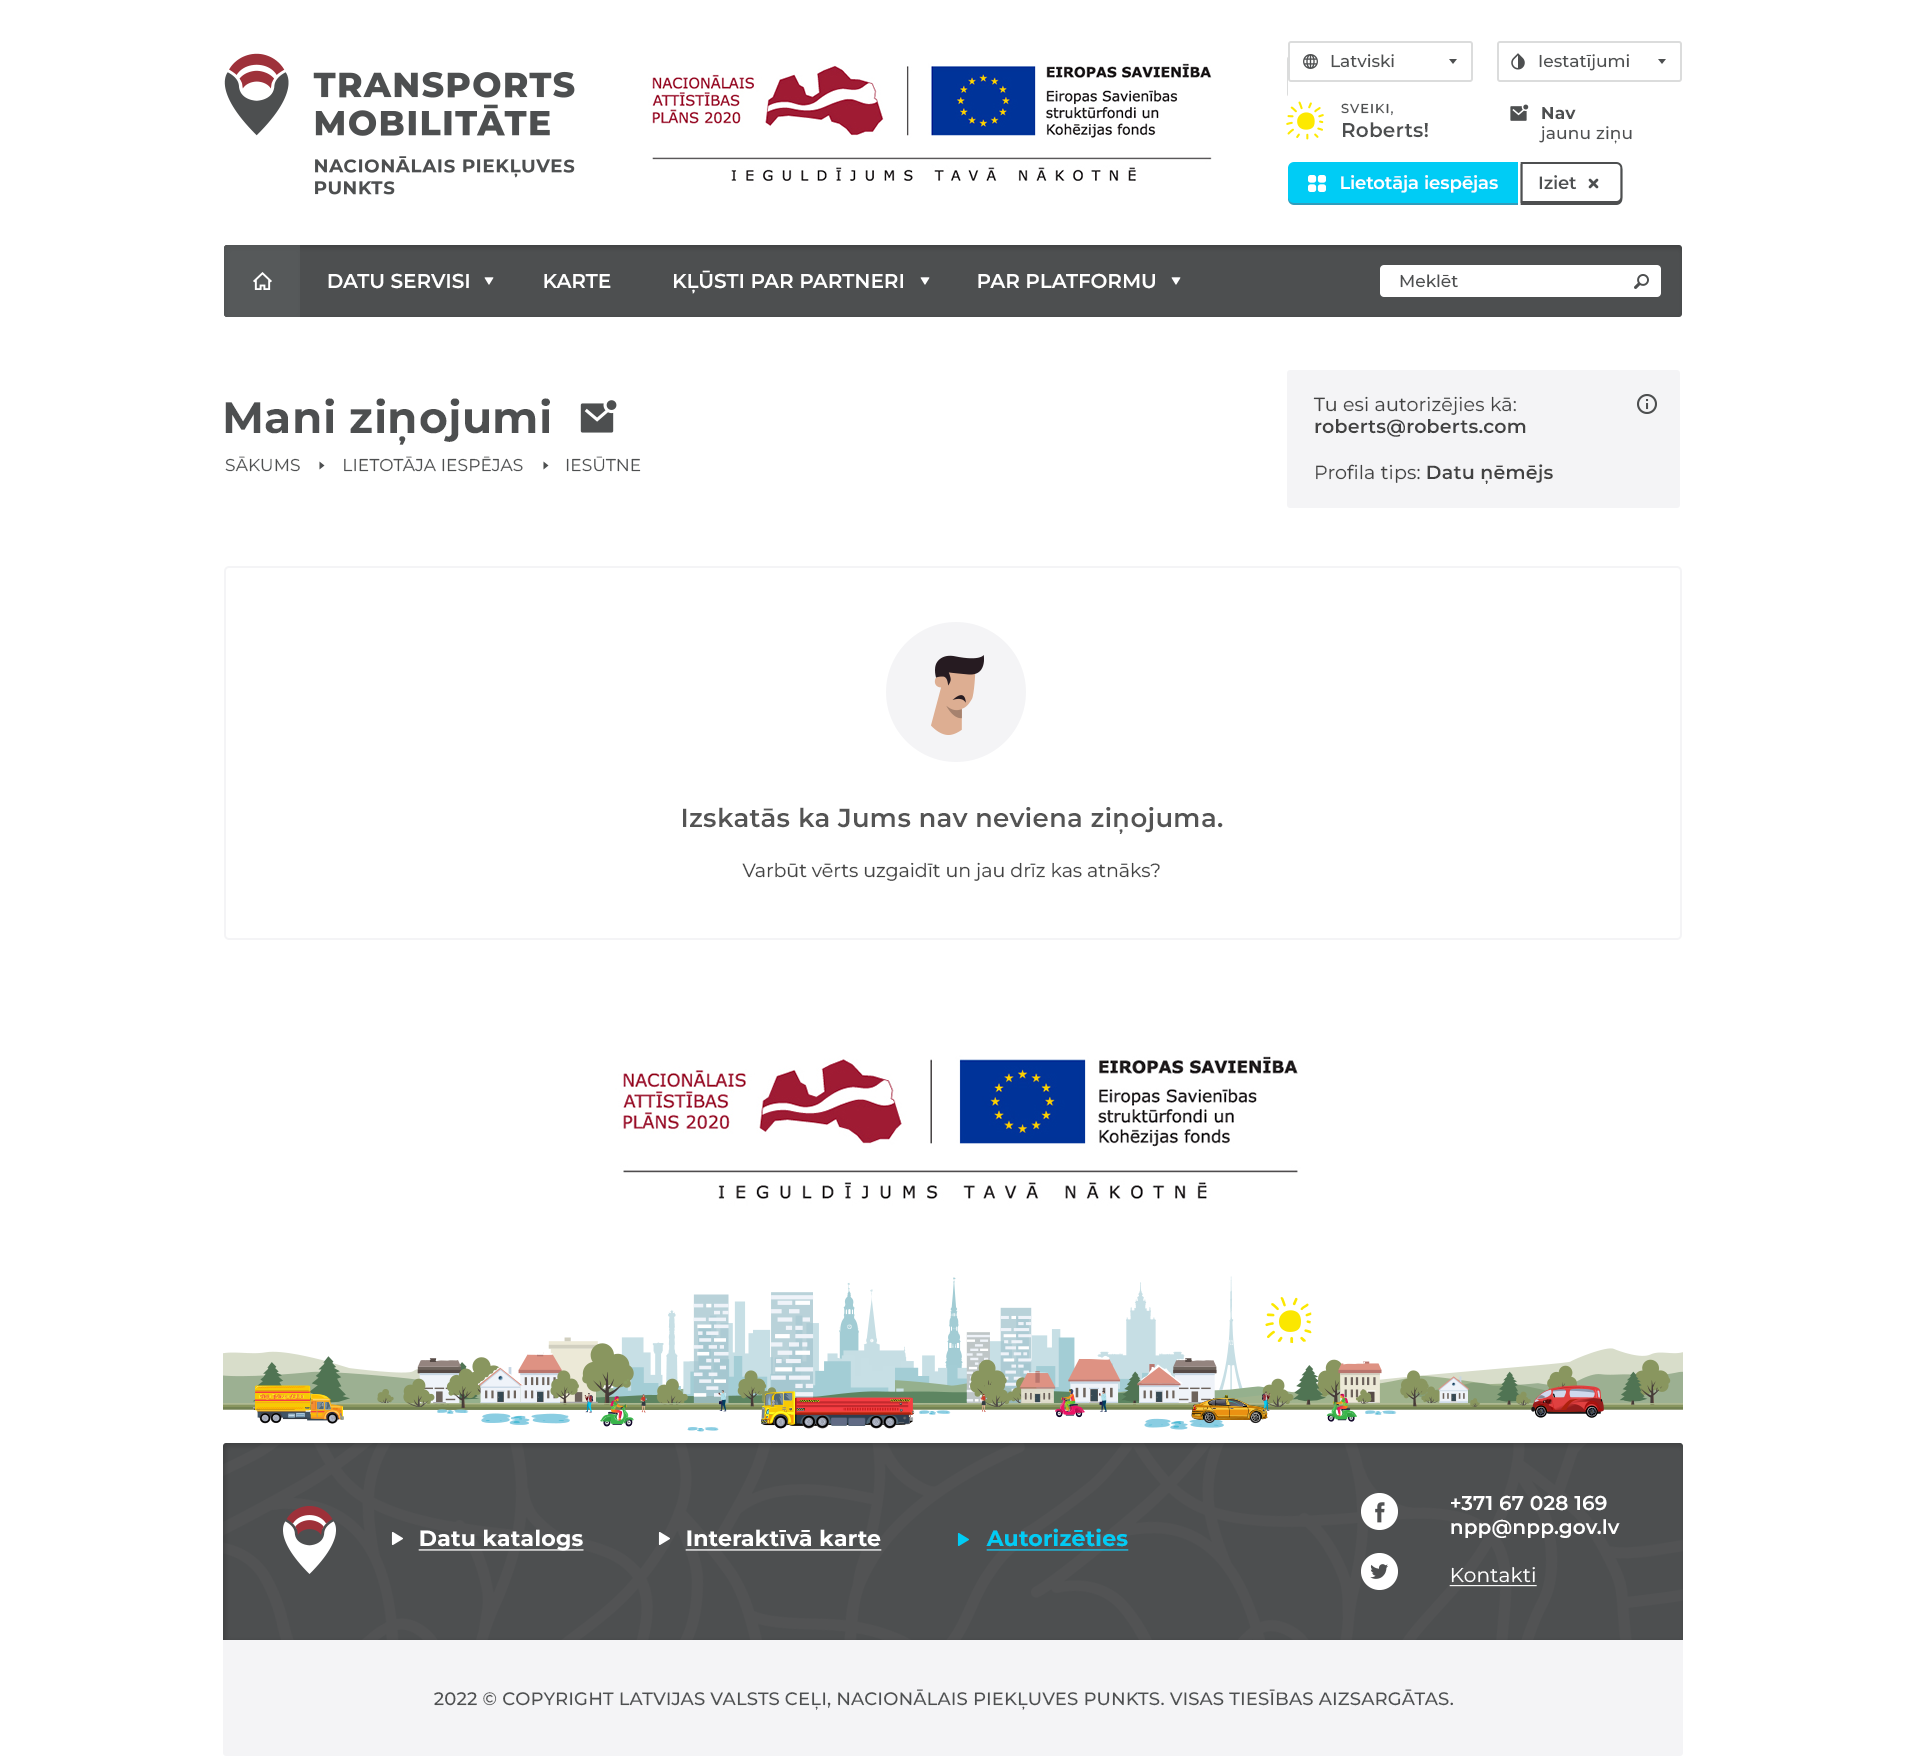 TRANSPORTS
MOBILITĀTE
NACIONĀLAIS PIEKĻUVES
PUNKTS
NACIONĀLAIS
ATTĪSTĪBAS
PLĀNS 2020
EIROPAS SAVIENĪBA
Eiropas Savienības
struktūrfondi un
Kohēzijas fonds
IEGULDĪJUMS TAVĀ NĀKOTNĒ
Latviski
Iestatījumi
SVEIKI,
Roberts!
Nav
jaunu ziņu
Lietotāja iespējas
Iziet
DATU SERVISI
KARTE
KĻŪSTI PAR PARTNERI
PAR PLATFORMU
Meklēt
Mani ziņojumi
SĀKUMS
LIETOTĀJA IESPĒJAS
IESŪTNE
Tu esi autorizējies kā:
roberts@roberts.com
Profila tips: Datu ņēmējs
Izskatās ka Jums nav neviena ziņojuma.
Varbūt vērts uzgaidīt un jau drīz kas atnāks?
NACIONĀLAIS
ATTĪSTĪBAS
PLĀNS 2020
EIROPAS SAVIENĪBA
Eiropas Savienības
struktūrfondi un
Kohēzijas fonds
IEGULDĪJUMS TAVĀ NĀKOTNĒ
Datu katalogs
Interaktīvā karte
Autorizēties
+371 67 028 169
npp@npp.gov.lv
Kontakti
2022 © COPYRIGHT LATVIJAS VALSTS CEĻI, NACIONĀLAIS PIEKĻUVES PUNKTS. VISAS TIESĪBAS AIZSARGĀTAS.